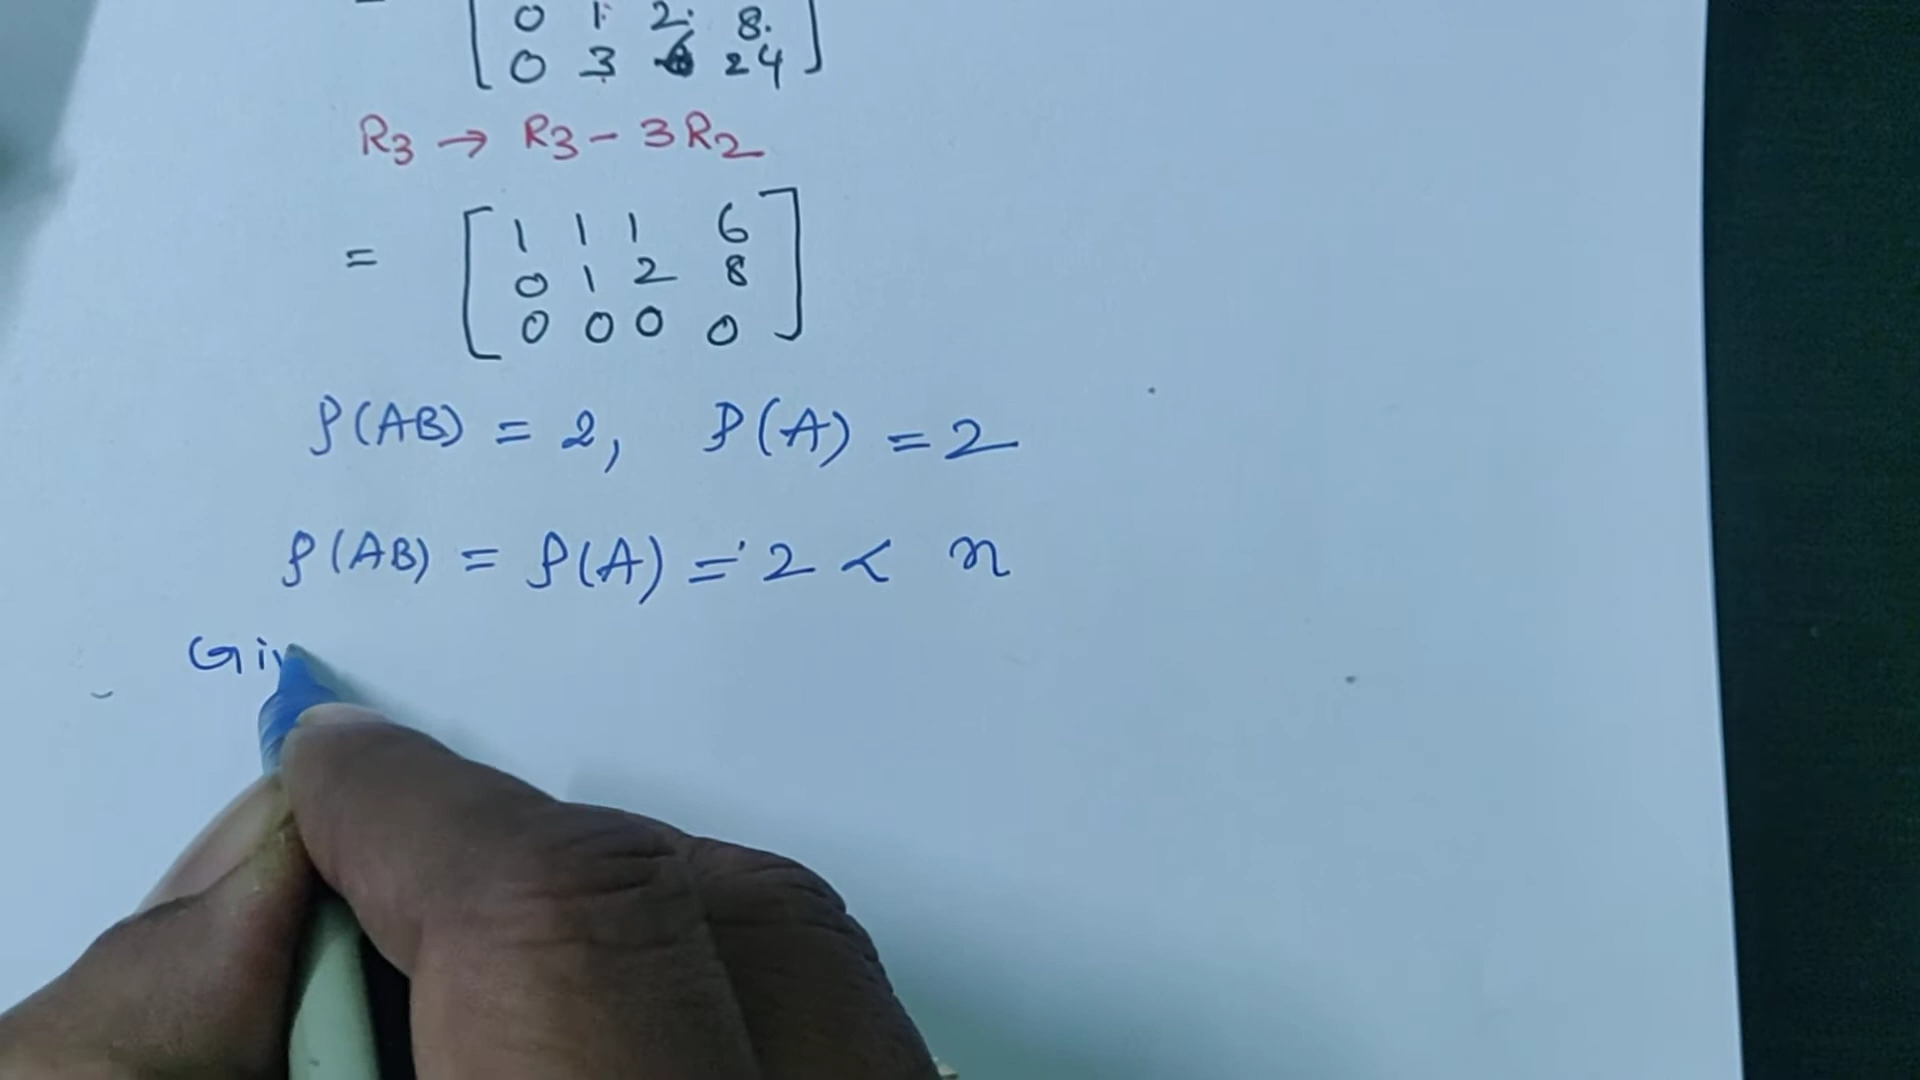 0 1 2 8
0 3 6 24
R3 → R3 - 3R2
1 1 1 6
= 0 1 2 8
0 0 0 0
ρ(AB) = 2, ρ(A) = 2
ρ(AB) = ρ(A) = 2 < n
Giv